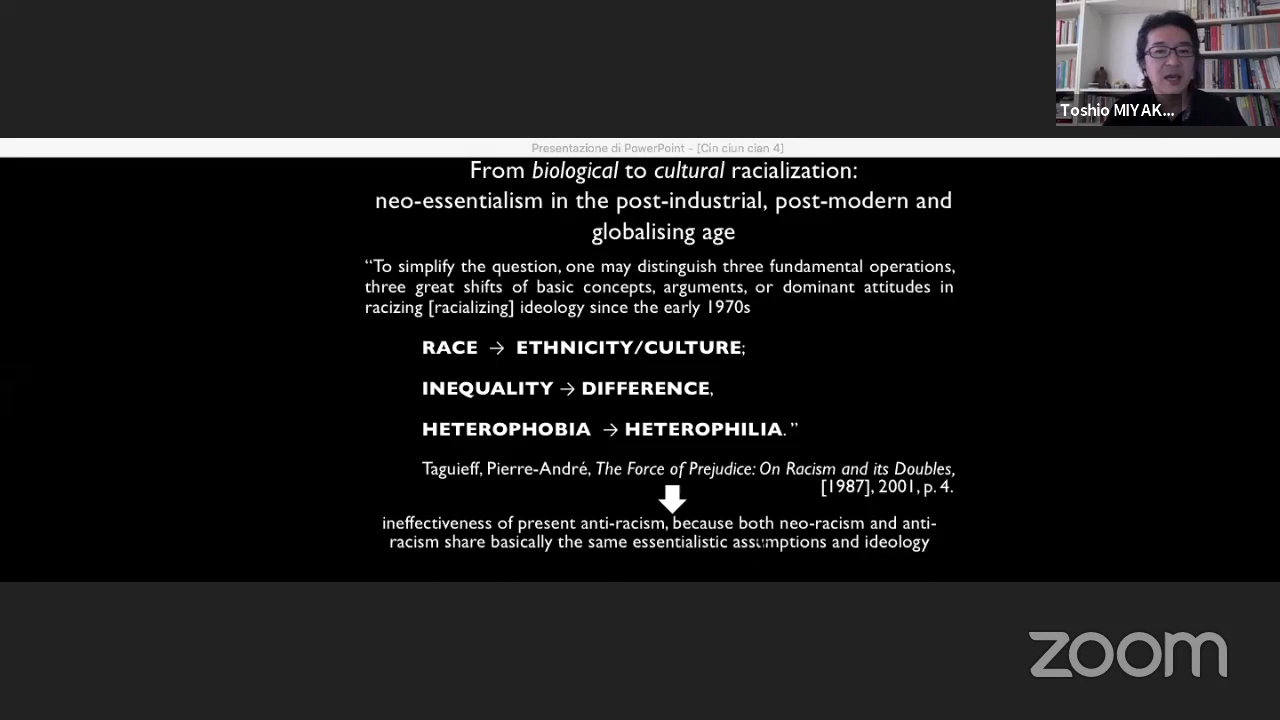 Toshio MIYAK...
Presentazione di PowerPoint - [Cin ciun cian 4]
From biological to cultural racialization:
neo-essentialism in the post-industrial, post-modern and
globalising age
“To simplify the question, one may distinguish three fundamental operations,
three great shifts of basic concepts, arguments, or dominant attitudes in
racizing [racializing] ideology since the early 1970s
RACE → ETHNICITY/CULTURE;
INEQUALITY → DIFFERENCE,
HETEROPHOBIA → HETEROPHILIA. ”
Taguieff, Pierre-André, The Force of Prejudice: On Racism and its Doubles,
[1987], 2001, p. 4.
ineffectiveness of present anti-racism, because both neo-racism and anti-
racism share basically the same essentialistic assumptions and ideology
zoom